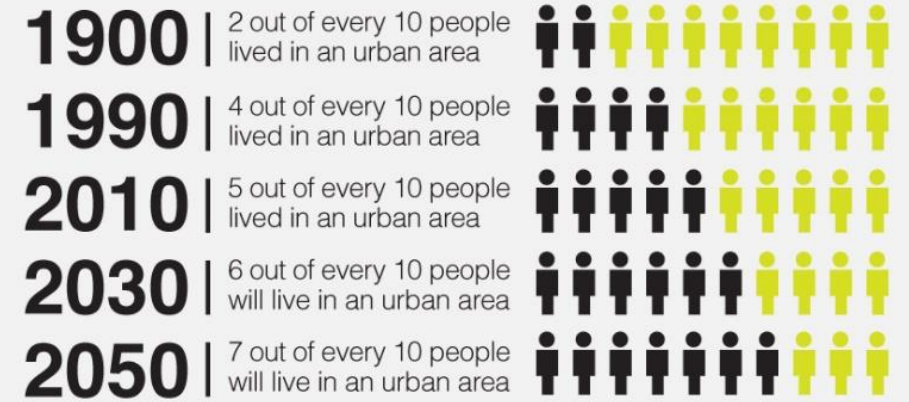 1900 | 2 out of every 10 people
lived in an urban area
1990 | 4 out of every 10 people
lived in an urban area
2010 | 5 out of every 10 people
lived in an urban area
2030 | 6 out of every 10 people
will live in an urban area
2050 | 7 out of every 10 people
will live in an urban area